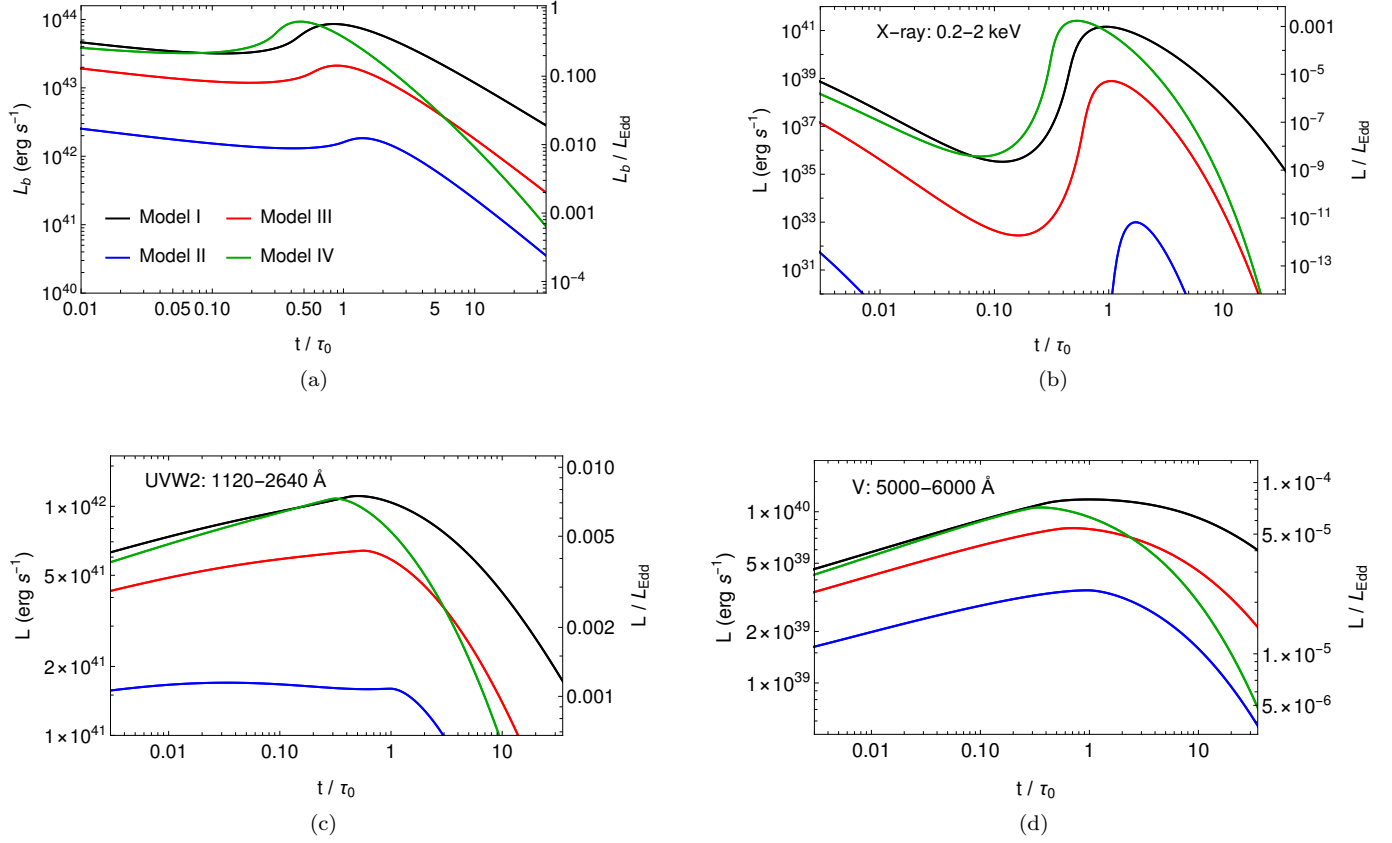 10^44
10^43
10^42
10^41
10^40
L_b (erg s^−1)
1
0.100
0.010
0.001
10^−4
L_b / L_Edd
Model I
Model III
Model II
Model IV
0.01 0.05 0.10 0.50 1 5 10
t / τ_0
(a)
X−ray: 0.2−2 keV
10^41
10^39
10^37
10^35
10^33
10^31
L (erg s^−1)
0.001
10^−5
10^−7
10^−9
10^−11
10^−13
L / L_Edd
0.01 0.10 1 10
t / τ_0
(b)
UVW2: 1120−2640 Å
1×10^42
5×10^41
2×10^41
1×10^41
L (erg s^−1)
0.010
0.005
0.002
0.001
L / L_Edd
0.01 0.10 1 10
t / τ_0
(c)
V: 5000−6000 Å
1×10^40
5×10^39
2×10^39
1×10^39
L (erg s^−1)
1.×10^−4
5.×10^−5
1.×10^−5
5.×10^−6
L / L_Edd
0.01 0.10 1 10
t / τ_0
(d)